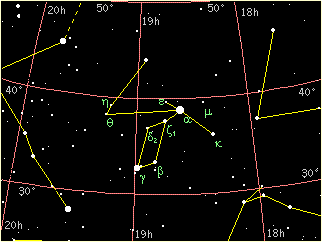 20h 50° 19h 50° 18h
40° 40°
η ε
θ α μ
δ2 ζ1 κ
γ β
30° 30°
20h 19h 18h